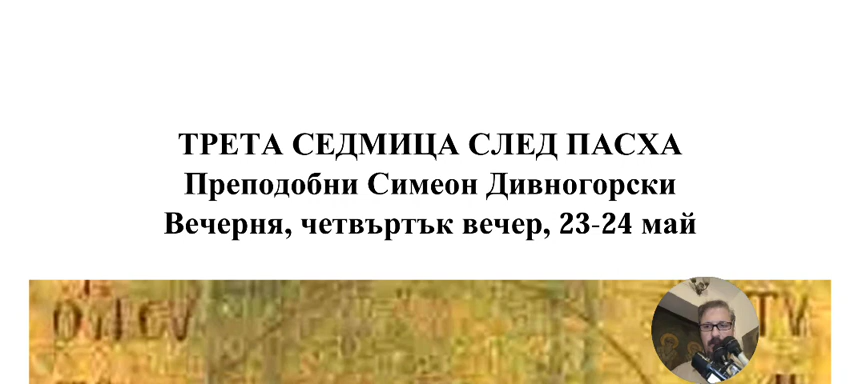 ТРЕТА СЕДМИЦА СЛЕД ПАСХА
Преподобни Симеон Дивногорски
Вечерня, четвъртък вечер, 23-24 май